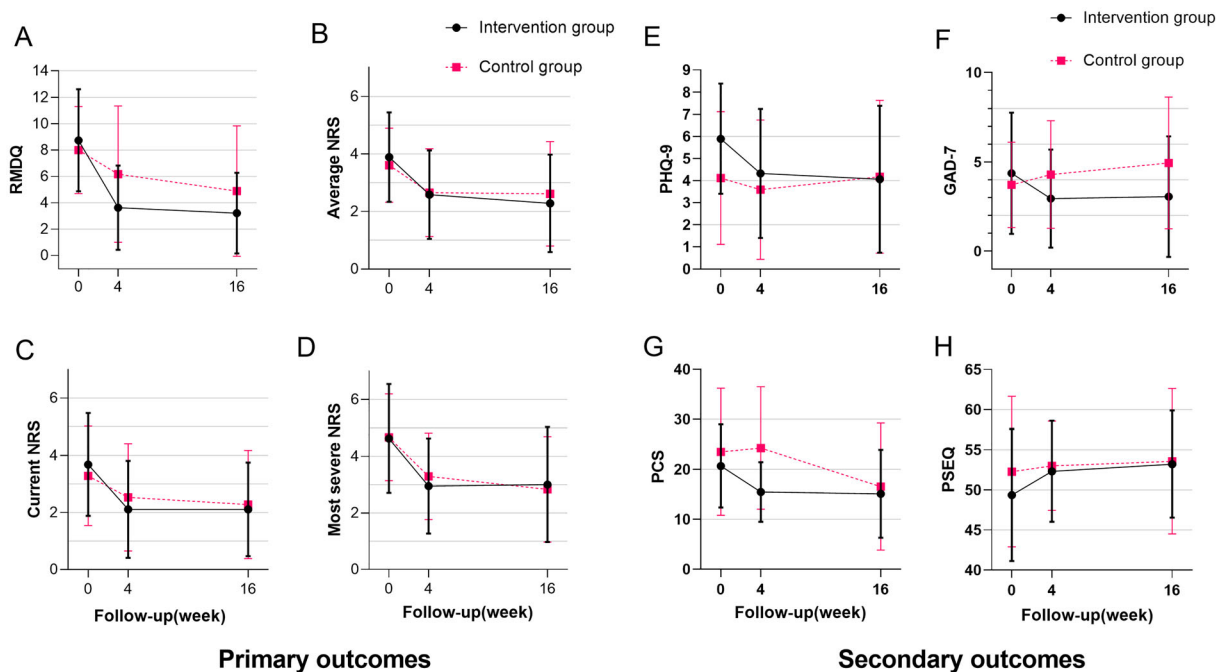 Intervention group
Control group
Intervention group
Control group
A
RMDQ
14
12
10
8
6
4
2
0
0 4 16
B
Average NRS
6
4
2
0
0 4 16
E
PHQ-9
9
8
7
6
5
4
3
2
1
0
0 4 16
F
GAD-7
10
5
0
0 4 16
C
Current NRS
6
4
2
0
0 4 16
Follow-up(week)
D
Most severe NRS
6
4
2
0
0 4 16
Follow-up(week)
G
PCS
40
30
20
10
0
0 4 16
Follow-up(week)
H
PSEQ
65
60
55
50
45
40
0 4 16
Follow-up(week)
Primary outcomes
Secondary outcomes